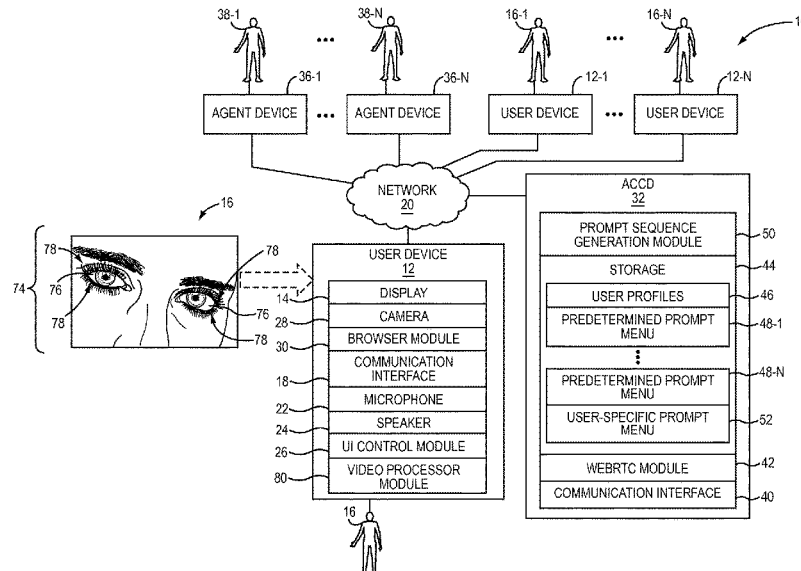 38-1
38-N
16-1
16-N
36-1
36-N
12-1
12-N
AGENT DEVICE
AGENT DEVICE
USER DEVICE
USER DEVICE
NETWORK
20
ACCD
32
PROMPT SEQUENCE
GENERATION MODULE
50
STORAGE
44
USER PROFILES
46
PREDETERMINED PROMPT
MENU
48-1
48-N
PREDETERMINED PROMPT
MENU
USER-SPECIFIC PROMPT
MENU
52
WEBRTC MODULE
42
COMMUNICATION INTERFACE
40
16
74
78
76
78
78
76
78
USER DEVICE
12
14
DISPLAY
28
CAMERA
30
BROWSER MODULE
18
COMMUNICATION
INTERFACE
22
MICROPHONE
24
SPEAKER
26
UI CONTROL MODULE
80
VIDEO PROCESSOR
MODULE
16